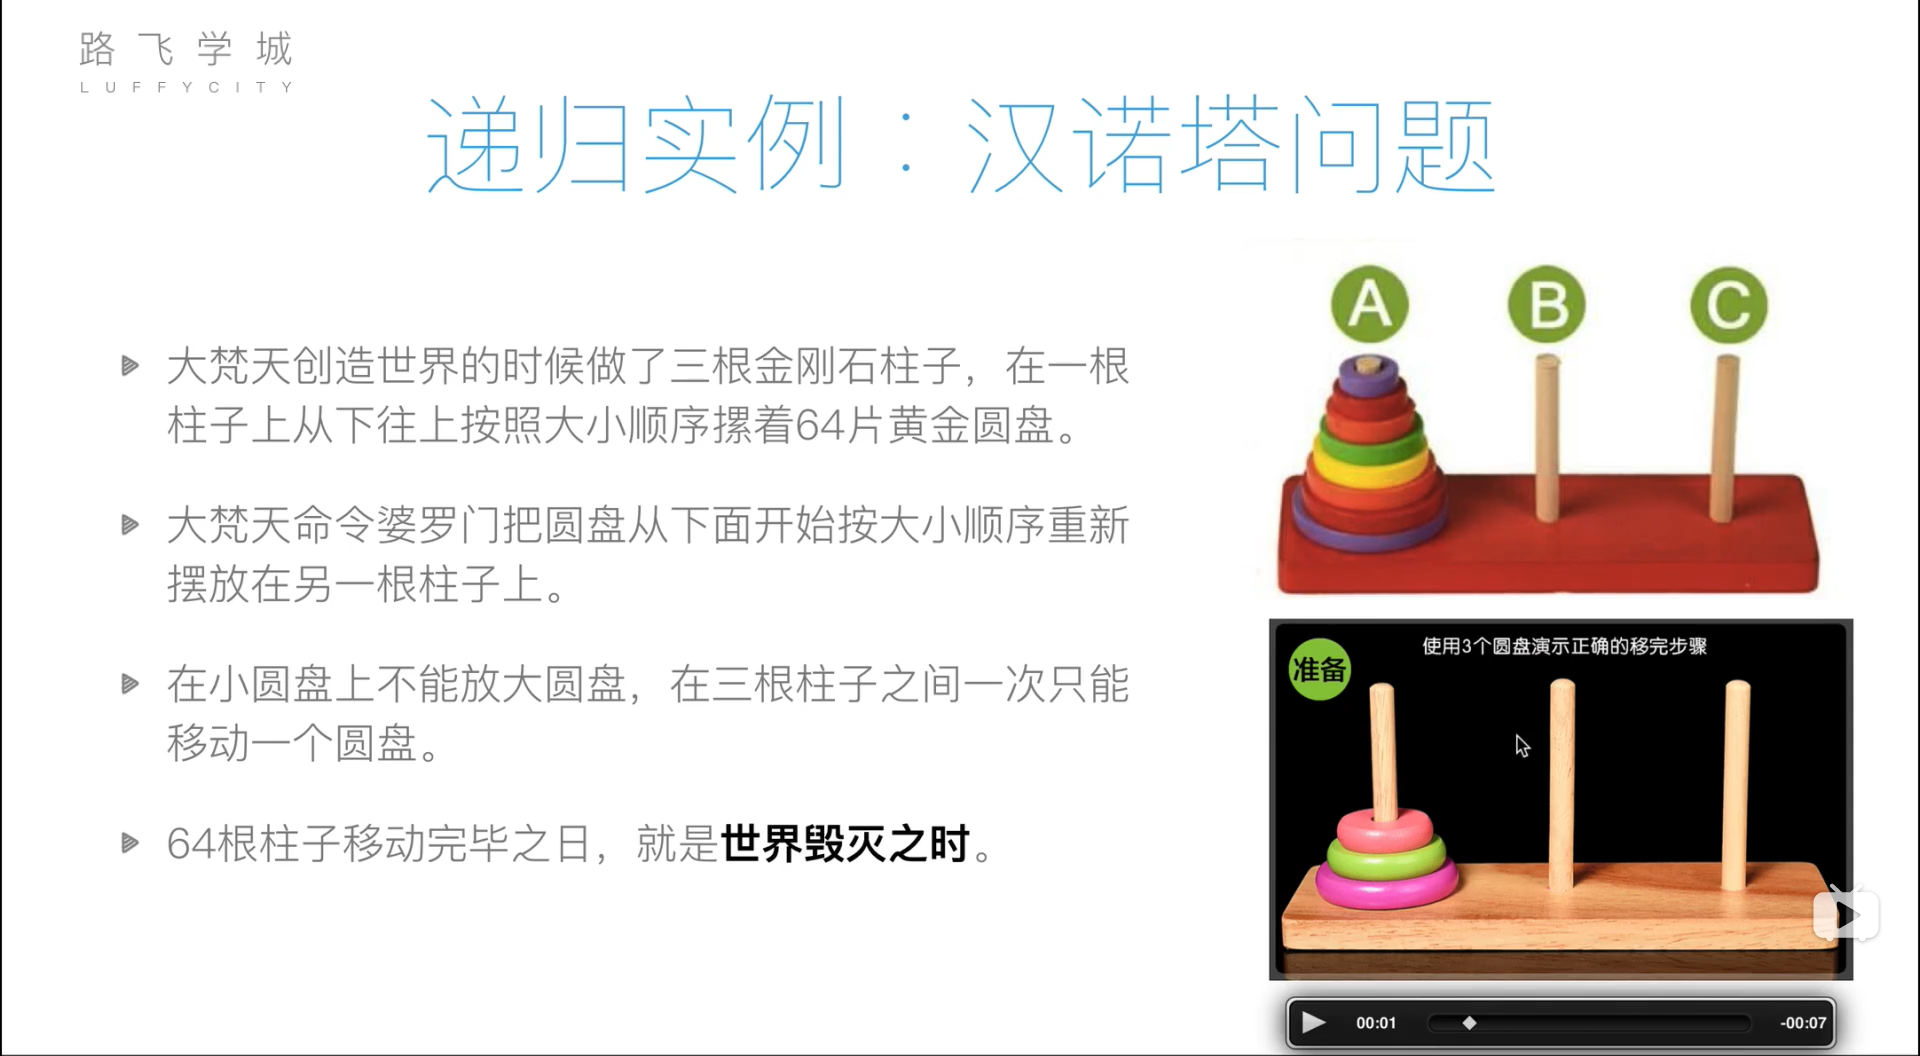 路飞学城
LUFFYCITY
递归实例：汉诺塔问题
大梵天创造世界的时候做了三根金刚石柱子，在一根
柱子上从下往上按照大小顺序摞着64片黄金圆盘。
大梵天命令婆罗门把圆盘从下面开始按大小顺序重新
摆放在另一根柱子上。
在小圆盘上不能放大圆盘，在三根柱子之间一次只能
移动一个圆盘。
64根柱子移动完毕之日，就是世界毁灭之时。
A
B
C
使用3个圆盘演示正确的移完步骤
准备
00:01
-00:07